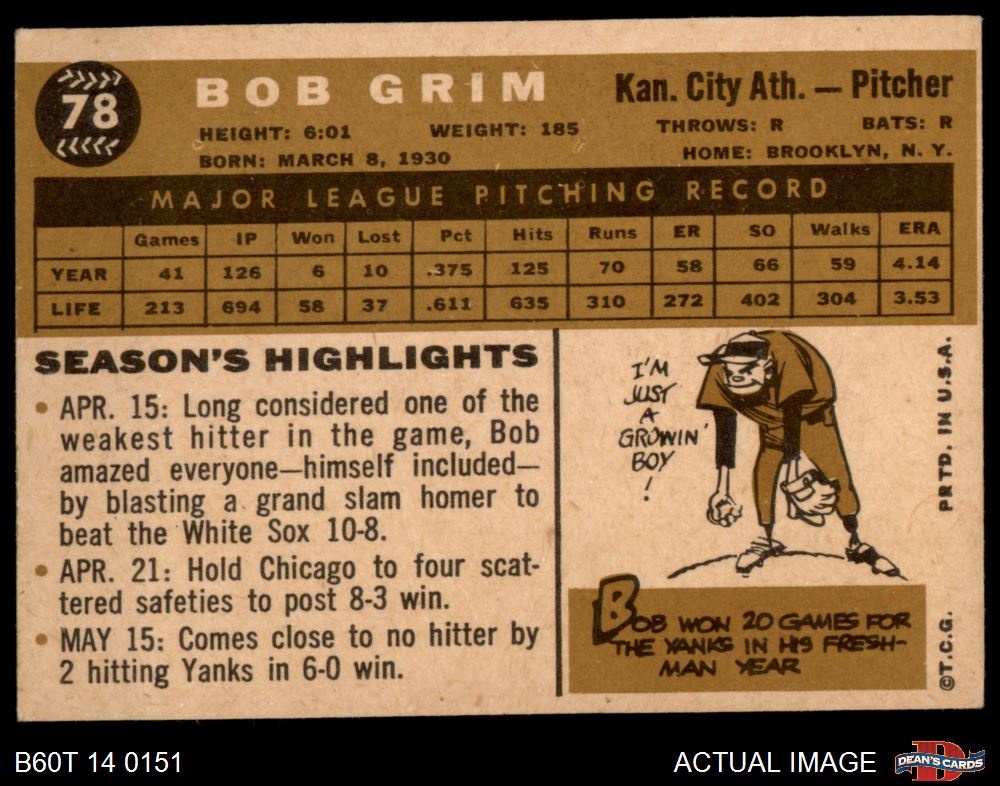 78
BOB GRIM
Kan. City Ath. — Pitcher
HEIGHT: 6:01 WEIGHT: 185 THROWS: R BATS: R
BORN: MARCH 8, 1930 HOME: BROOKLYN, N. Y.
MAJOR LEAGUE PITCHING RECORD
Games IP Won Lost Pct Hits Runs ER SO Walks ERA
YEAR 41 126 6 10 .375 125 70 58 66 59 4.14
LIFE 213 694 58 37 .611 635 310 272 402 304 3.53
SEASON'S HIGHLIGHTS
• APR. 15: Long considered one of the
weakest hitter in the game, Bob
amazed everyone—himself included—
by blasting a grand slam homer to
beat the White Sox 10-8.
• APR. 21: Hold Chicago to four scat-
tered safeties to post 8-3 win.
• MAY 15: Comes close to no hitter by
2 hitting Yanks in 6-0 win.
I'M
JUST
A
GROWIN'
BOY
!
BOB WON 20 GAMES FOR
THE YANKS IN HIS FRESH-
MAN YEAR
PRTD. IN U.S.A.
©T.C.G.
B60T 14 0151
ACTUAL IMAGE
D
DEAN'S CARDS